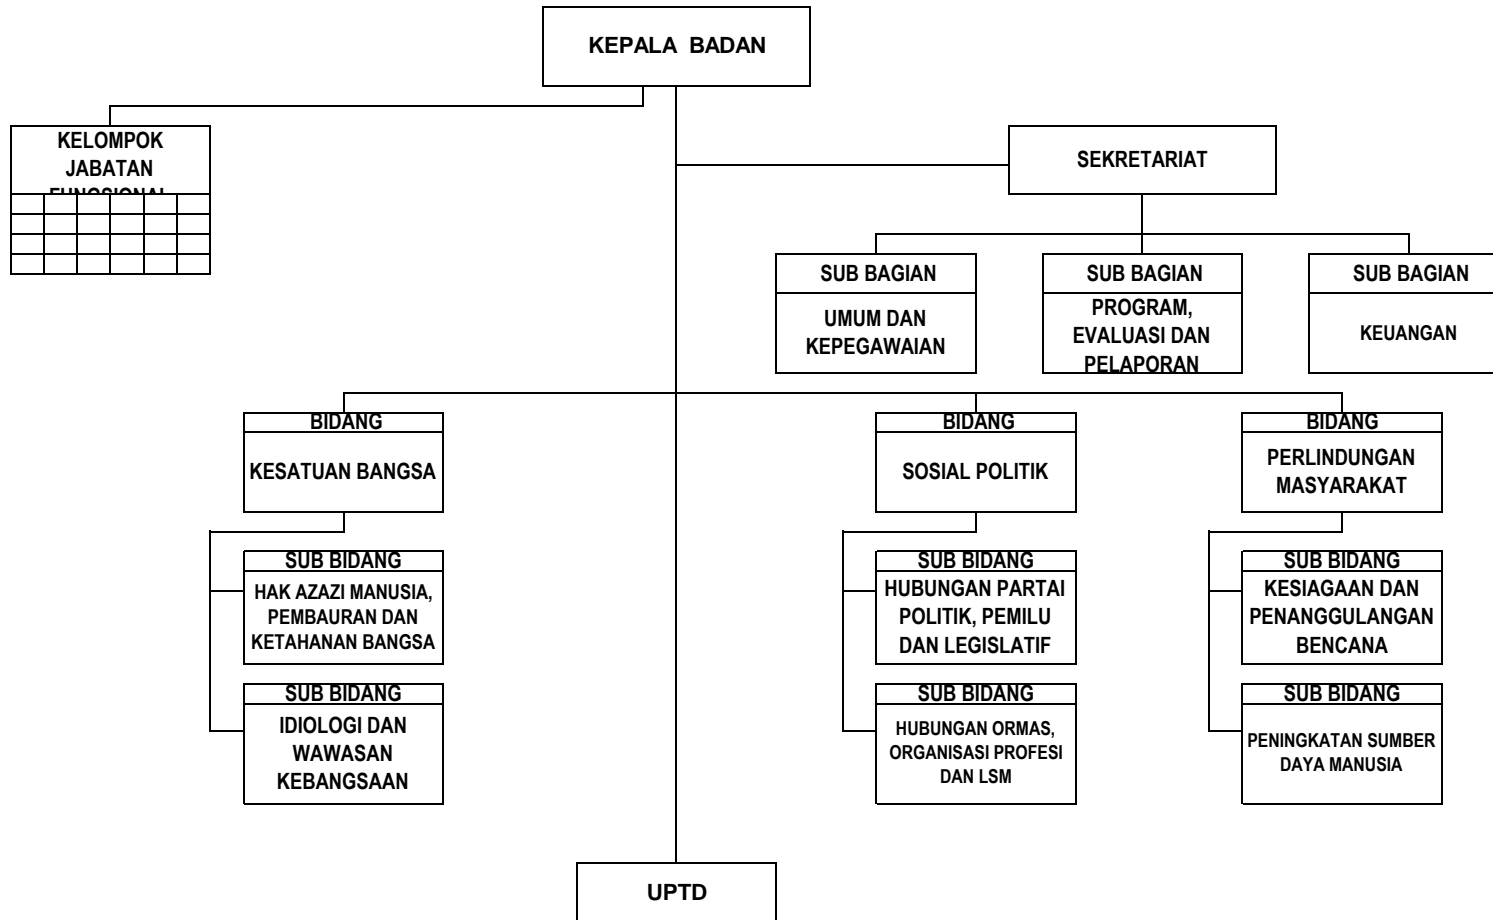 KEPALA BADAN
KELOMPOK
JABATAN
FUNGSIONAL
SEKRETARIAT
SUB BAGIAN
UMUM DAN
KEPEGAWAIAN
SUB BAGIAN
PROGRAM,
EVALUASI DAN
PELAPORAN
SUB BAGIAN
KEUANGAN
BIDANG
KESATUAN BANGSA
BIDANG
SOSIAL POLITIK
BIDANG
PERLINDUNGAN
MASYARAKAT
SUB BIDANG
HAK AZAZI MANUSIA,
PEMBAURAN DAN
KETAHANAN BANGSA
SUB BIDANG
HUBUNGAN PARTAI
POLITIK, PEMILU
DAN LEGISLATIF
SUB BIDANG
KESIAGAAN DAN
PENANGGULANGAN
BENCANA
SUB BIDANG
IDIOLOGI DAN
WAWASAN
KEBANGSAAN
SUB BIDANG
HUBUNGAN ORMAS,
ORGANISASI PROFESI
DAN LSM
SUB BIDANG
PENINGKATAN SUMBER
DAYA MANUSIA
UPTD